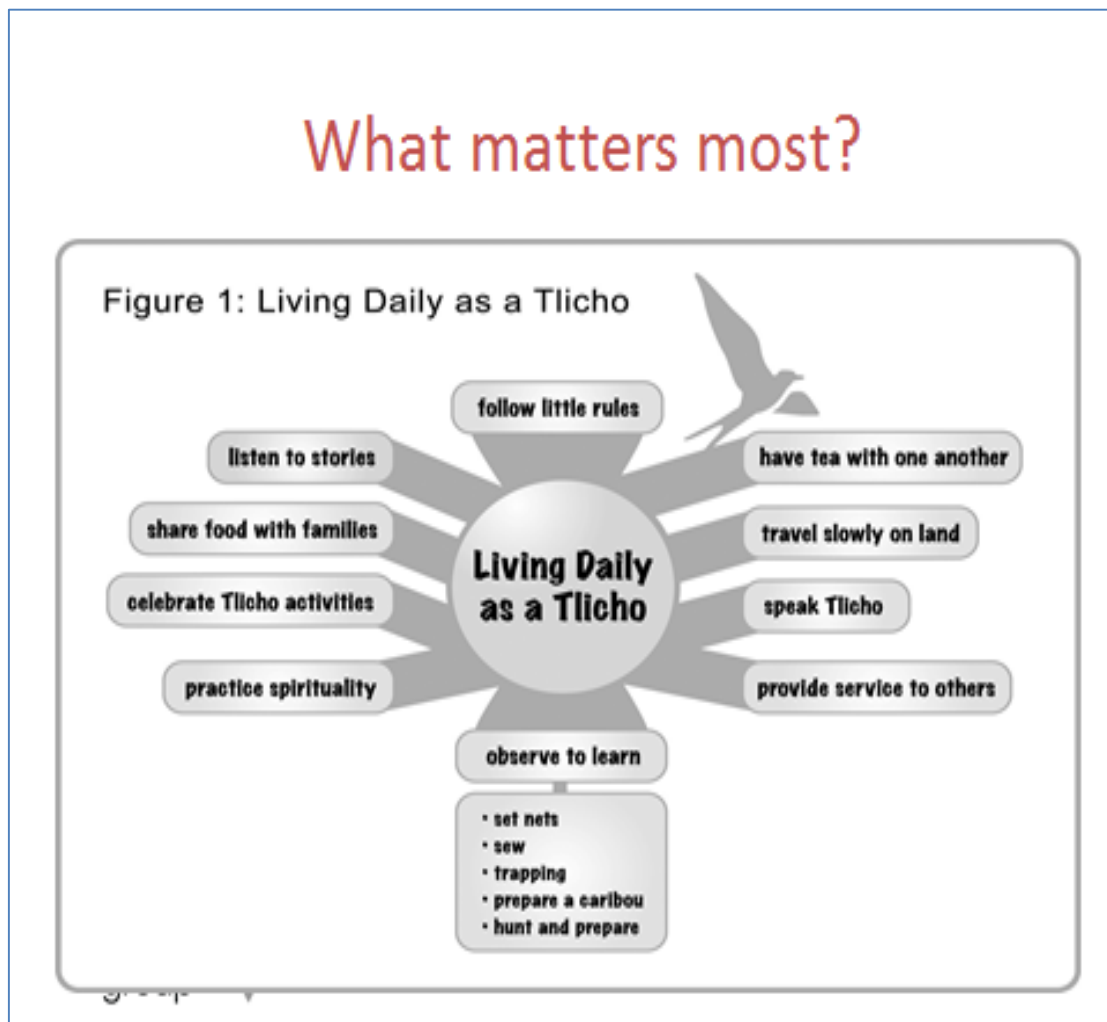 What matters most?
Figure 1: Living Daily as a Tlicho
follow little rules
listen to stories
have tea with one another
share food with families
travel slowly on land
Living Daily
as a Tlicho
celebrate Tlicho activities
speak Tlicho
practice spirituality
provide service to others
observe to learn
• set nets
• sew
• trapping
• prepare a caribou
• hunt and prepare
group